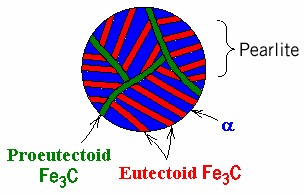 Pearlite
α
Proeutectoid
Fe₃C
Eutectoid Fe₃C